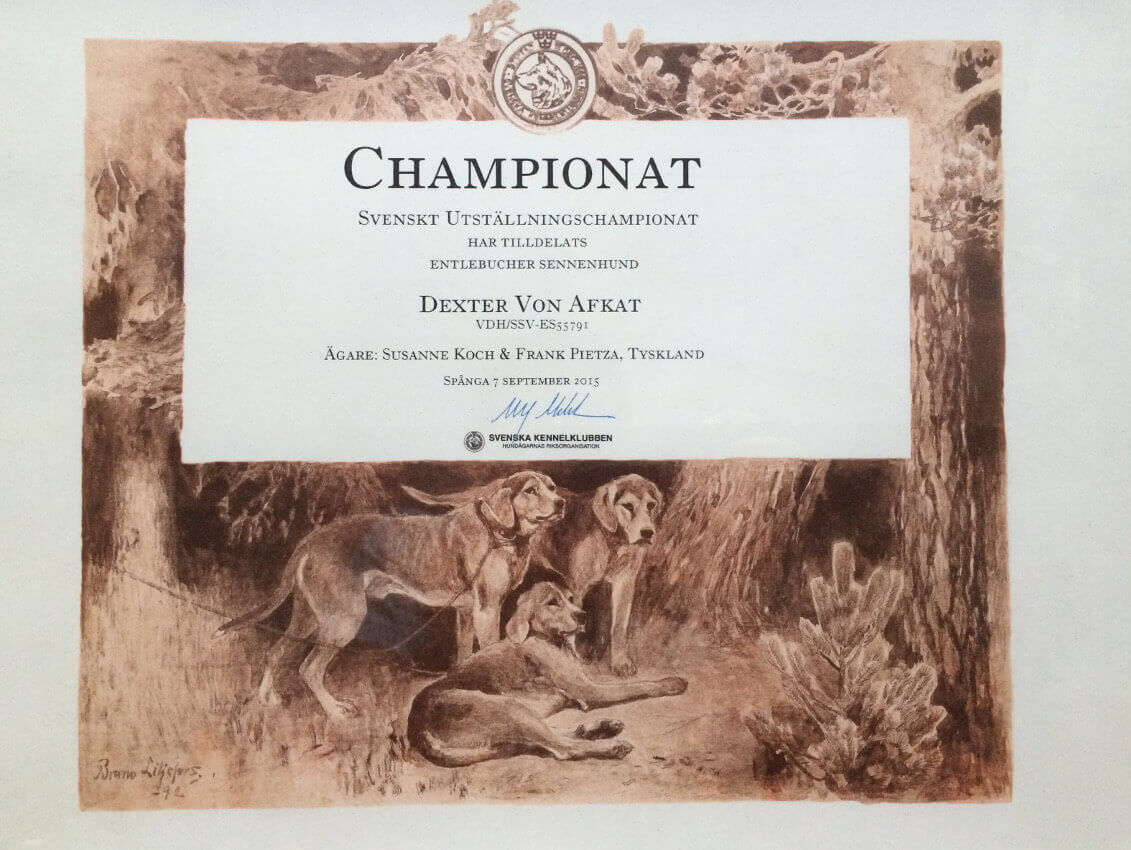 CHAMPIONAT
SVENSKT UTSTÄLLNINGSCHAMPIONAT
HAR TILLDELATS
ENTLEBUCHER SENNENHUND
DEXTER VON AFKAT
VDH/SSV-ES55791
ÄGARE: SUSANNE KOCH & FRANK PIETZA, TYSKLAND
SPÅNGA 7 SEPTEMBER 2015
SVENSKA KENNELKLUBBEN
HUNDÄGARNAS RIKSORGANISATION
Bruno Liljefors.